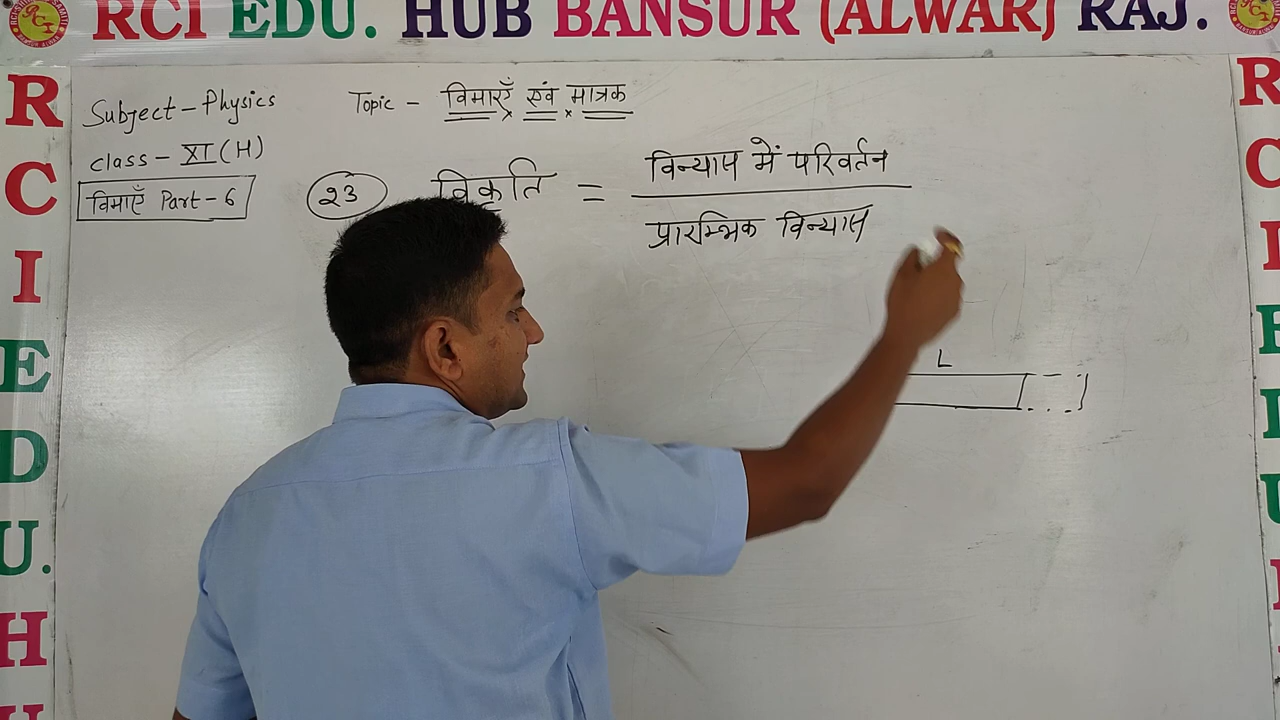 RCI EDU. HUB BANSUR (ALWAR) RAJ.
R
C
I
E
D
U.
H
U
Subject - Physics
Topic - विमाएँ एवं मात्रक
class - XI (H)
विमाएँ Part - 6
23 विकृति = विन्यास में परिवर्तन
प्रारम्भिक विन्यास
L
R
C
I
E
D
U